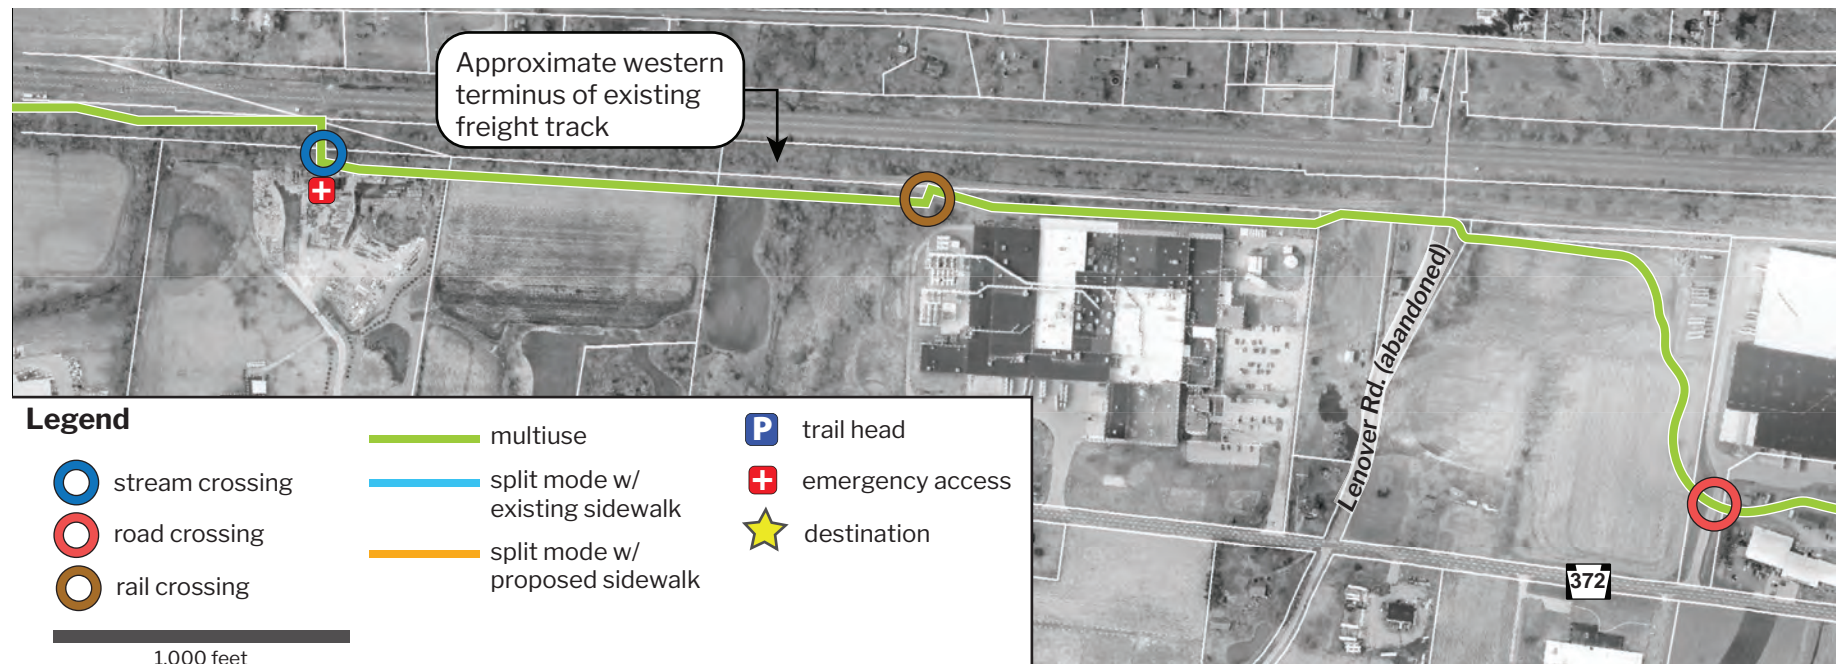 Approximate western
terminus of existing
freight track
Lenover Rd. (abandoned)
372
Legend
stream crossing
road crossing
rail crossing
1,000 feet
multiuse
split mode w/
existing sidewalk
split mode w/
proposed sidewalk
P
trail head
emergency access
destination